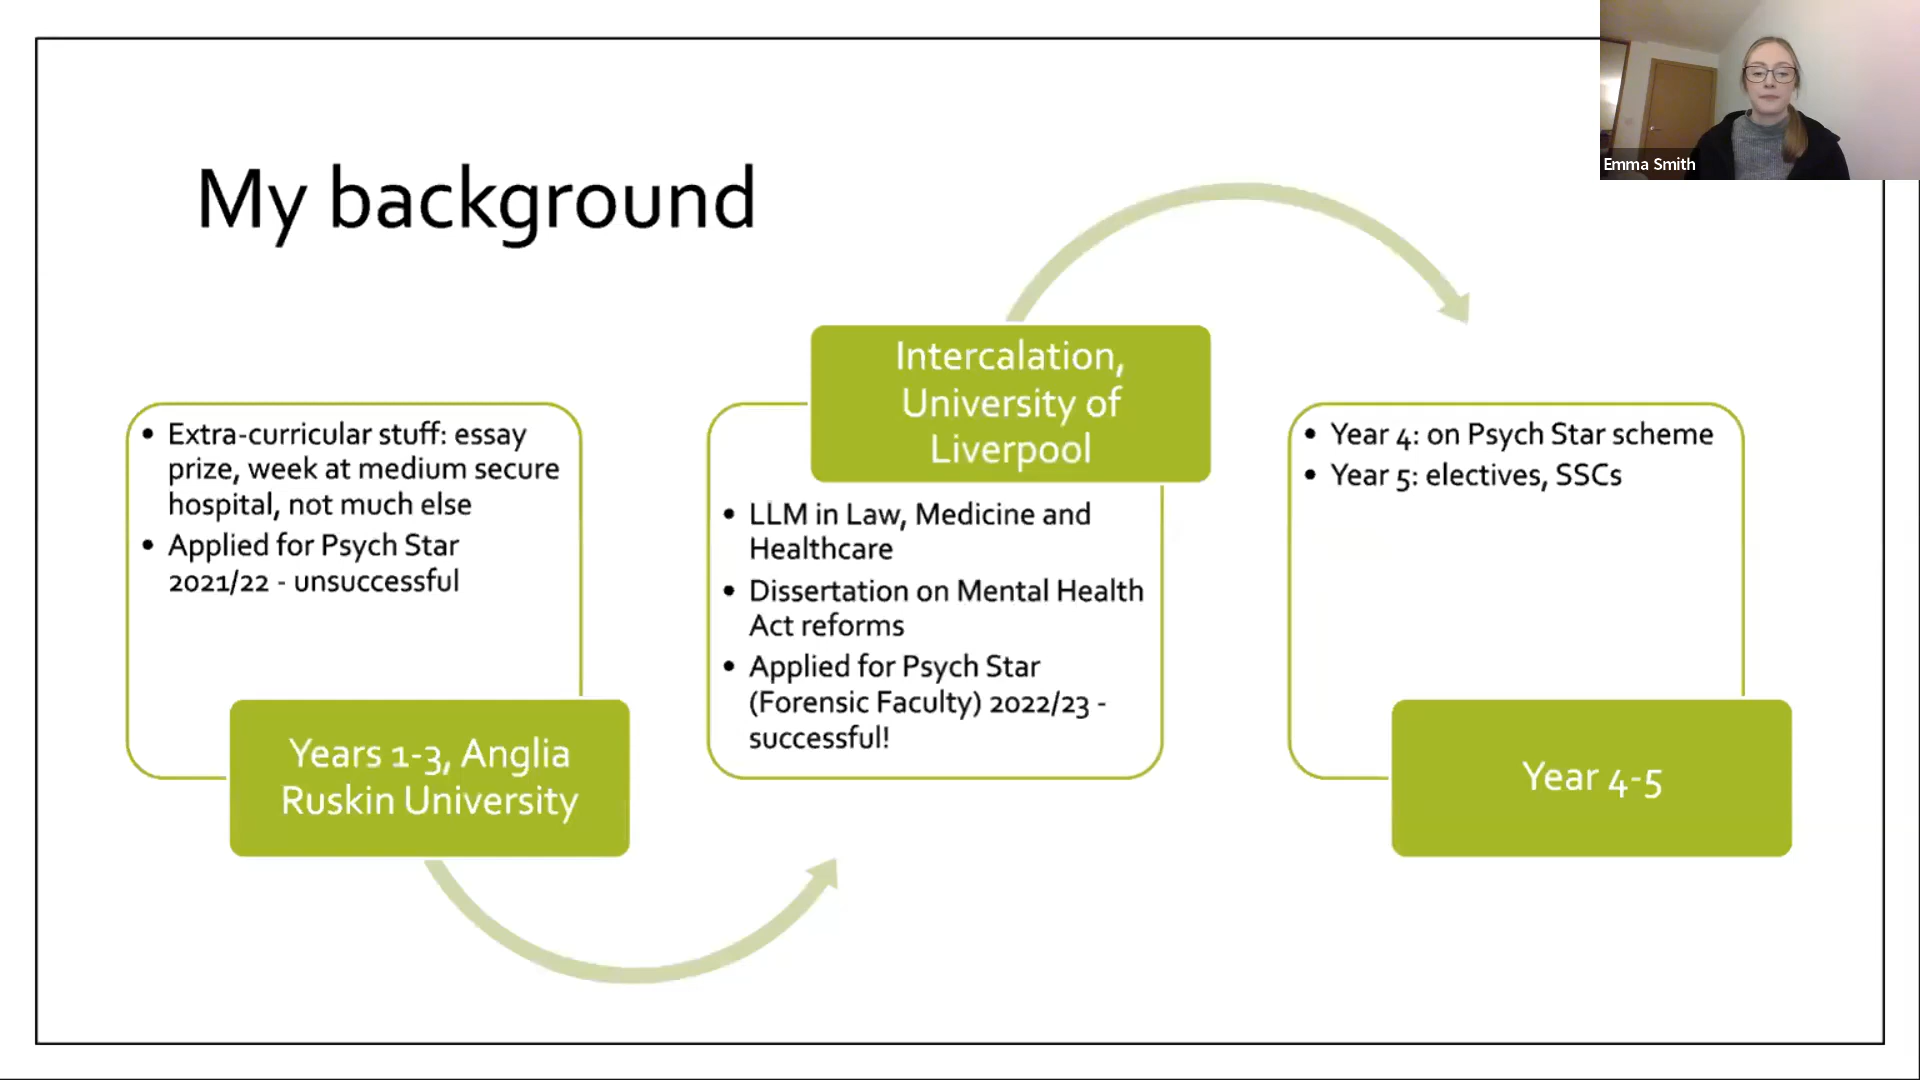 Emma Smith
My background
• Extra-curricular stuff: essay
prize, week at medium secure
hospital, not much else
• Applied for Psych Star
2021/22 - unsuccessful
Years 1-3, Anglia
Ruskin University
Intercalation,
University of
Liverpool
• LLM in Law, Medicine and
Healthcare
• Dissertation on Mental Health
Act reforms
• Applied for Psych Star
(Forensic Faculty) 2022/23 -
successful!
• Year 4: on Psych Star scheme
• Year 5: electives, SSCs
Year 4-5